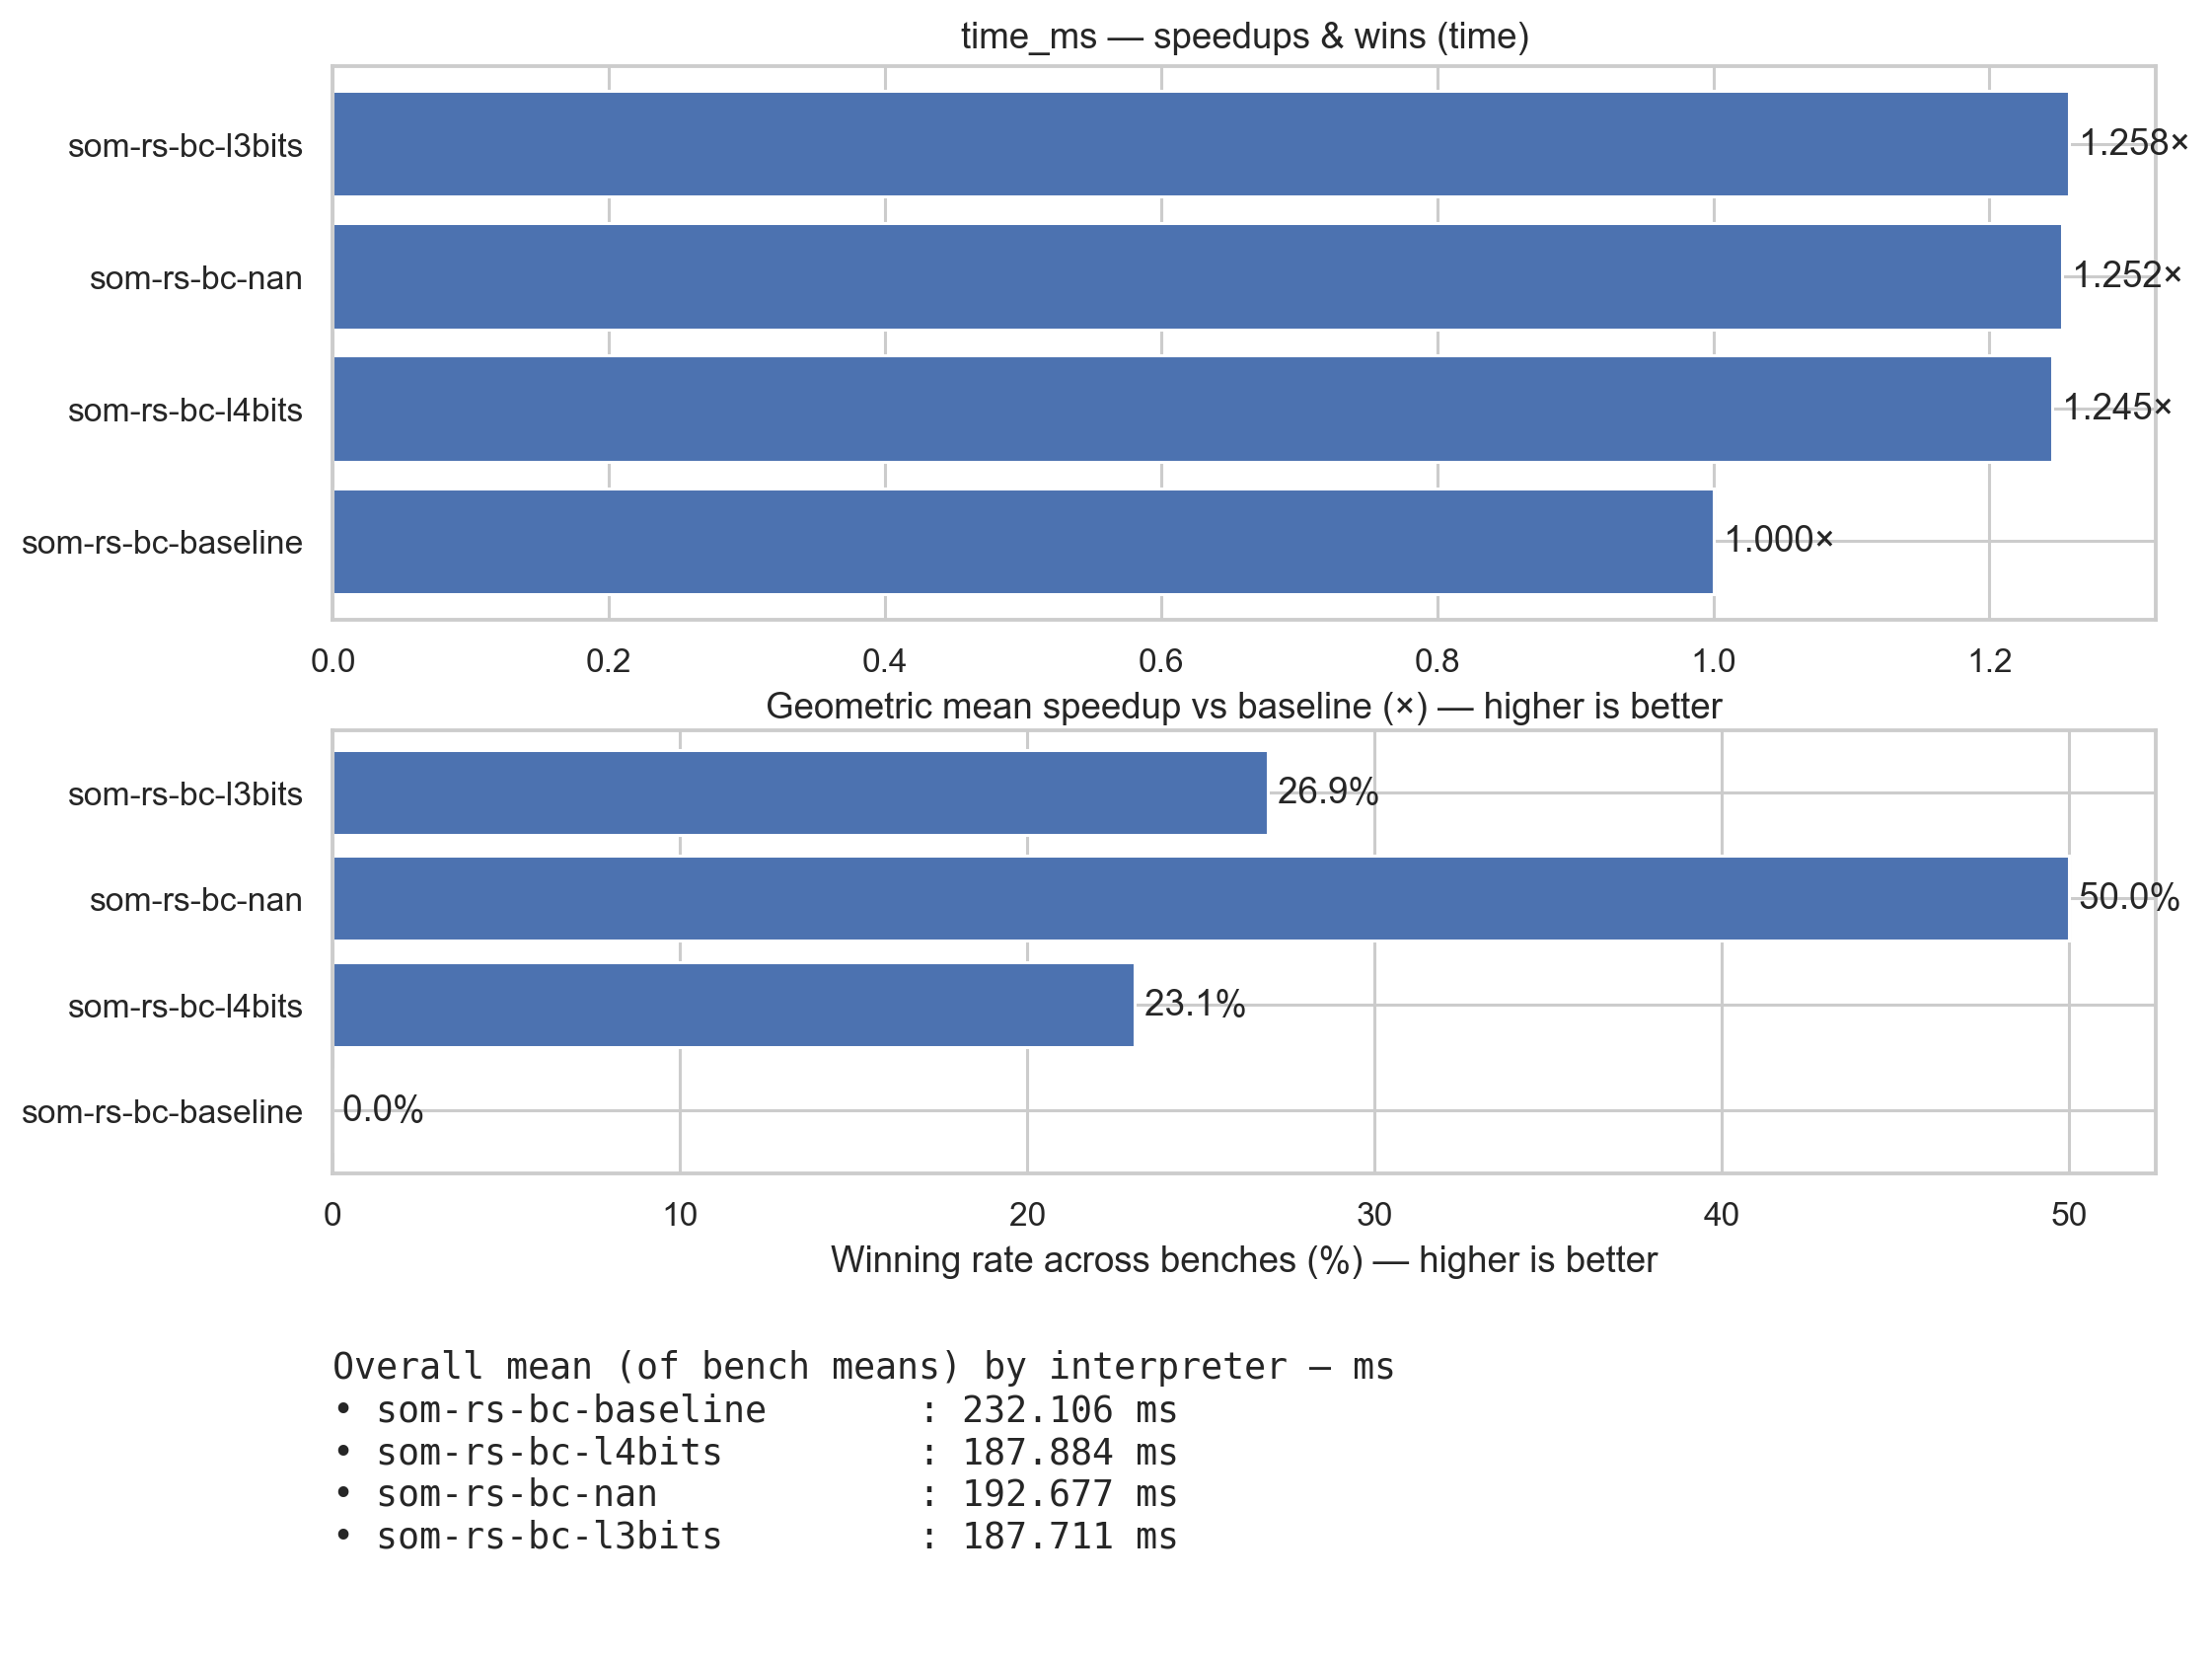 time_ms — speedups & wins (time)
som-rs-bc-l3bits
1.258×
som-rs-bc-nan
1.252×
som-rs-bc-l4bits
1.245×
som-rs-bc-baseline
1.000×
0.0 0.2 0.4 0.6 0.8 1.0 1.2
Geometric mean speedup vs baseline (×) — higher is better
som-rs-bc-l3bits
26.9%
som-rs-bc-nan
50.0%
som-rs-bc-l4bits
23.1%
som-rs-bc-baseline
0.0%
0 10 20 30 40 50
Winning rate across benches (%) — higher is better
Overall mean (of bench means) by interpreter — ms
• som-rs-bc-baseline : 232.106 ms
• som-rs-bc-l4bits : 187.884 ms
• som-rs-bc-nan : 192.677 ms
• som-rs-bc-l3bits : 187.711 ms